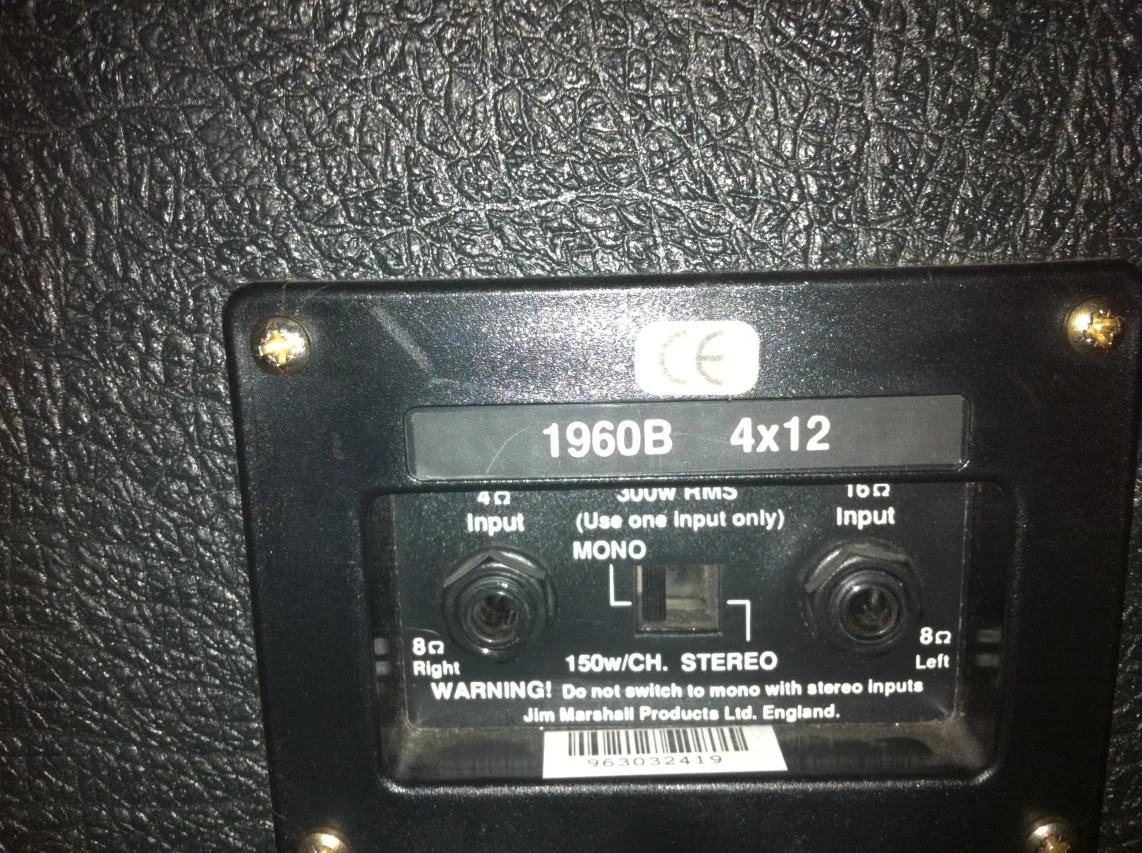 CE
1960B 4x12
4Ω 300w RMS 16Ω
Input (Use one input only) Input
MONO
8Ω 8Ω
Right 150w/CH. STEREO Left
WARNING! Do not switch to mono with stereo inputs
Jim Marshall Products Ltd. England.
963032419